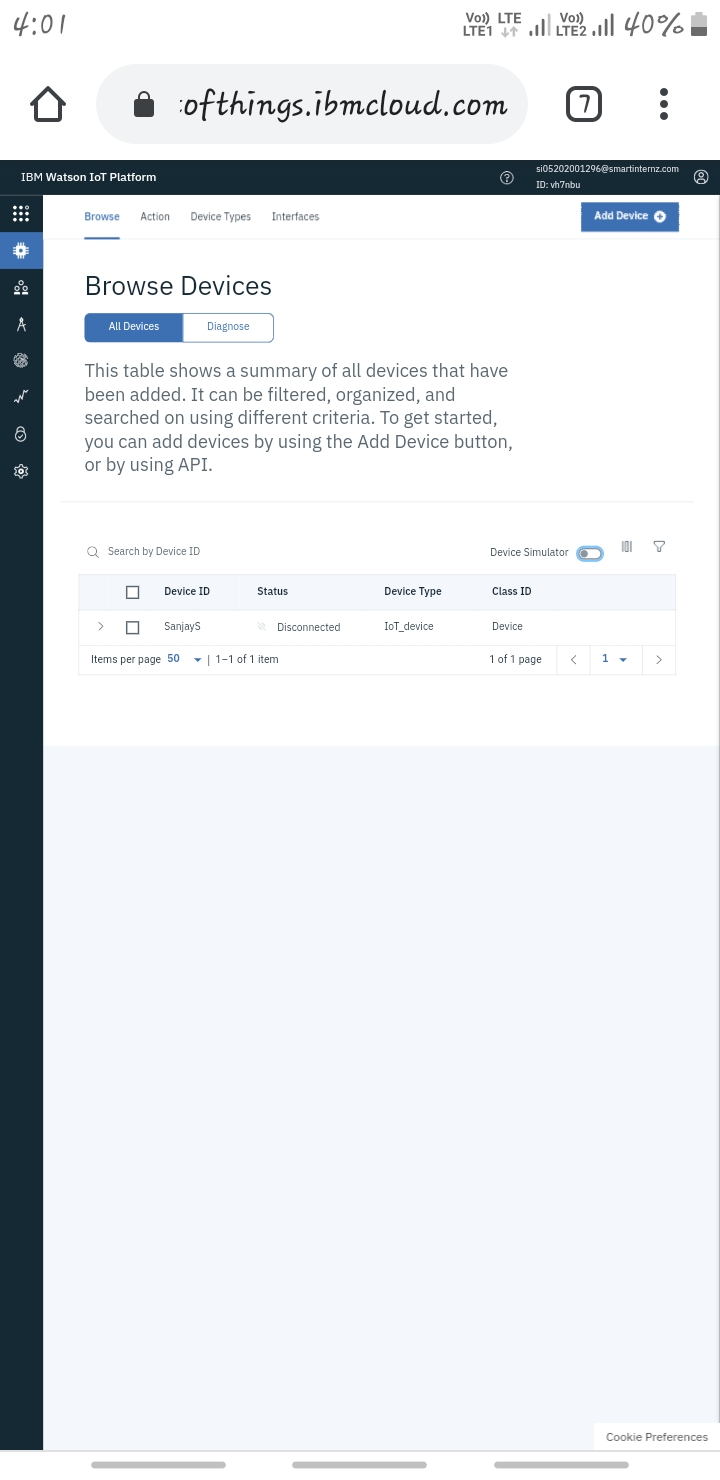 4:01
Vo)) LTE1 LTE Vo)) LTE2 40%
:ofthings.ibmcloud.com 7
IBM Watson IoT Platform
si05202001296@smartinternz.com
ID: vh7nbu
Browse Action Device Types Interfaces Add Device
Browse Devices
All Devices Diagnose
This table shows a summary of all devices that have
been added. It can be filtered, organized, and
searched on using different criteria. To get started,
you can add devices by using the Add Device button,
or by using API.
Search by Device ID Device Simulator
Device ID Status Device Type Class ID
SanjayS Disconnected IoT_device Device
Items per page 50 | 1–1 of 1 item 1 of 1 page 1
Cookie Preferences